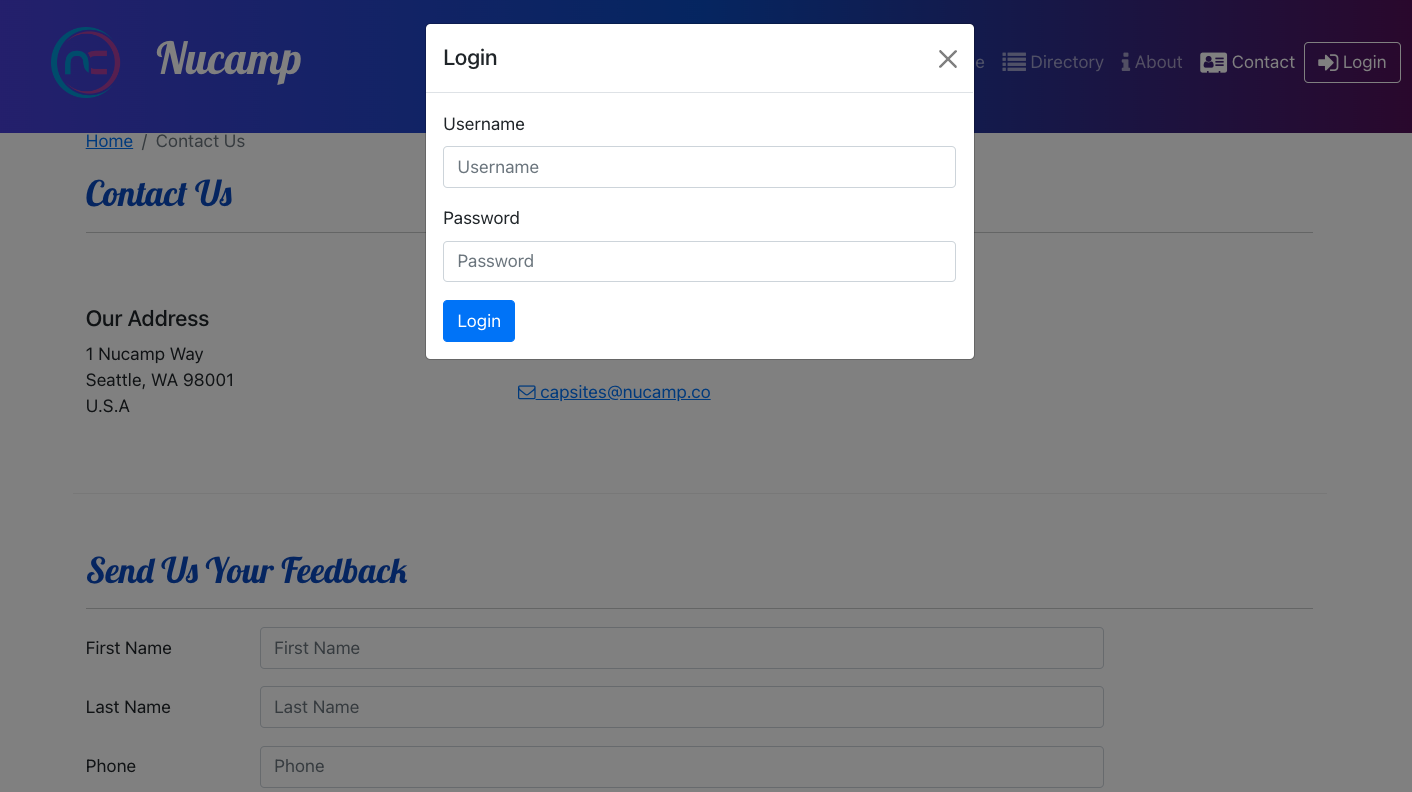 Nucamp
e
Directory
About
Contact
Login
Login
Username
Username
Password
Password
Login
Home / Contact Us
Contact Us
Our Address
1 Nucamp Way
Seattle, WA 98001
U.S.A
capsites@nucamp.co
Send Us Your Feedback
First Name
First Name
Last Name
Last Name
Phone
Phone